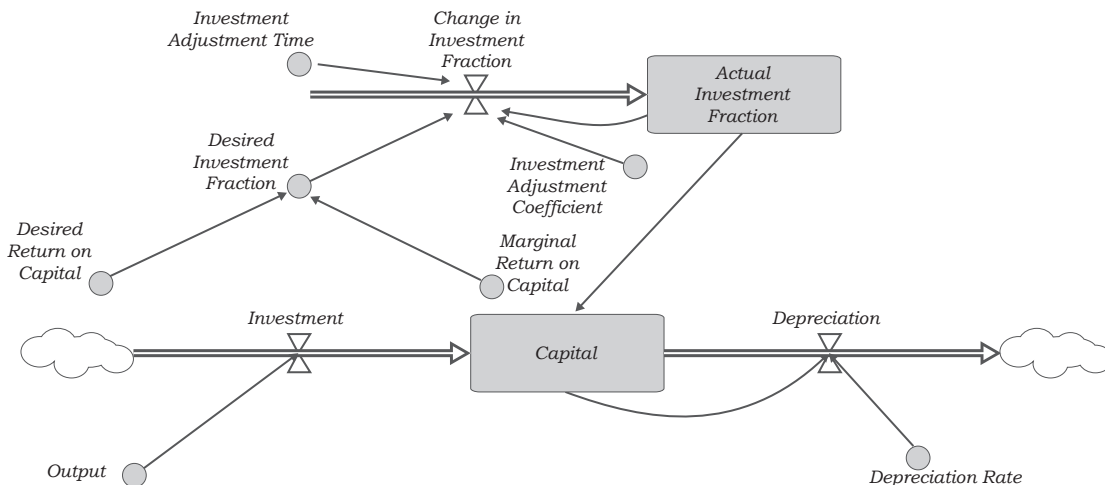 Investment
Adjustment Time
Change in
Investment
Fraction
Actual
Investment
Fraction
Desired
Investment
Fraction
Investment
Adjustment
Coefficient
Desired
Return on
Capital
Marginal
Return on
Capital
Investment
Depreciation
Capital
Output
Depreciation Rate